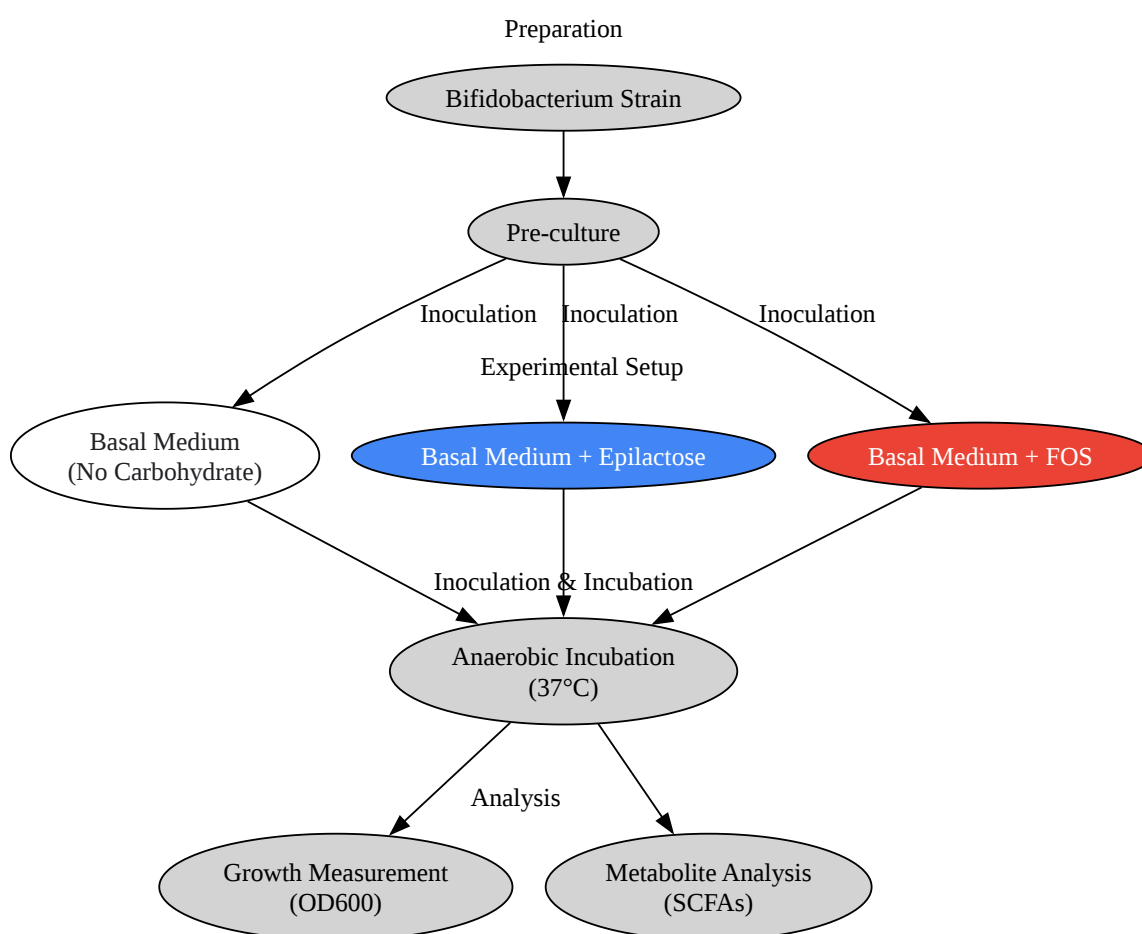 Preparation
Bifidobacterium Strain
Pre-culture
Inoculation
Inoculation
Inoculation
Experimental Setup
Basal Medium
(No Carbohydrate)
Basal Medium + Epilactose
Basal Medium + FOS
Inoculation & Incubation
Anaerobic Incubation
(37°C)
Analysis
Growth Measurement
(OD600)
Metabolite Analysis
(SCFAs)